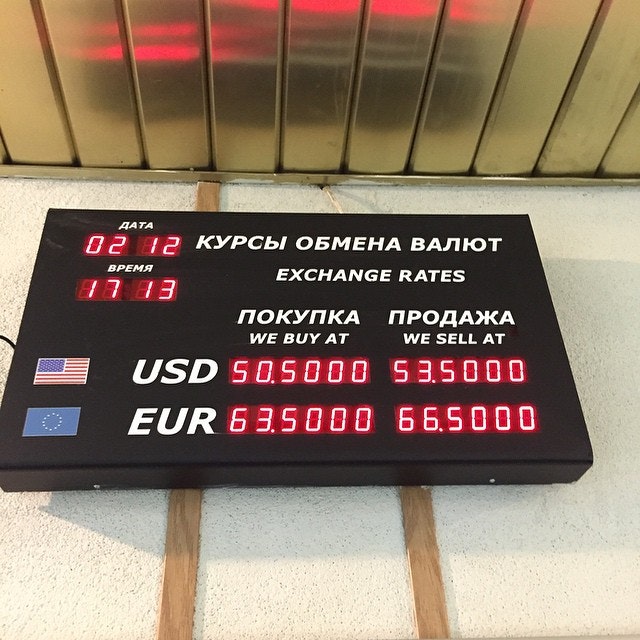 ДАТА
02 12 КУРСЫ ОБМЕНА ВАЛЮТ
ВРЕМЯ
17 13 EXCHANGE RATES
ПОКУПКА ПРОДАЖА
WE BUY AT WE SELL AT
USD 50.5000 53.5000
EUR 63.5000 66.5000